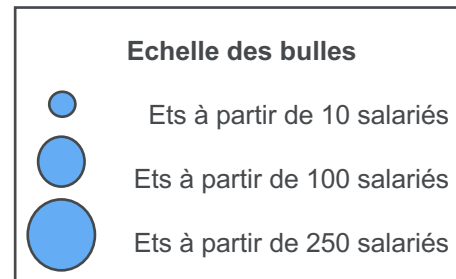 Echelle des bulles
Ets à partir de 10 salariés
Ets à partir de 100 salariés
Ets à partir de 250 salariés